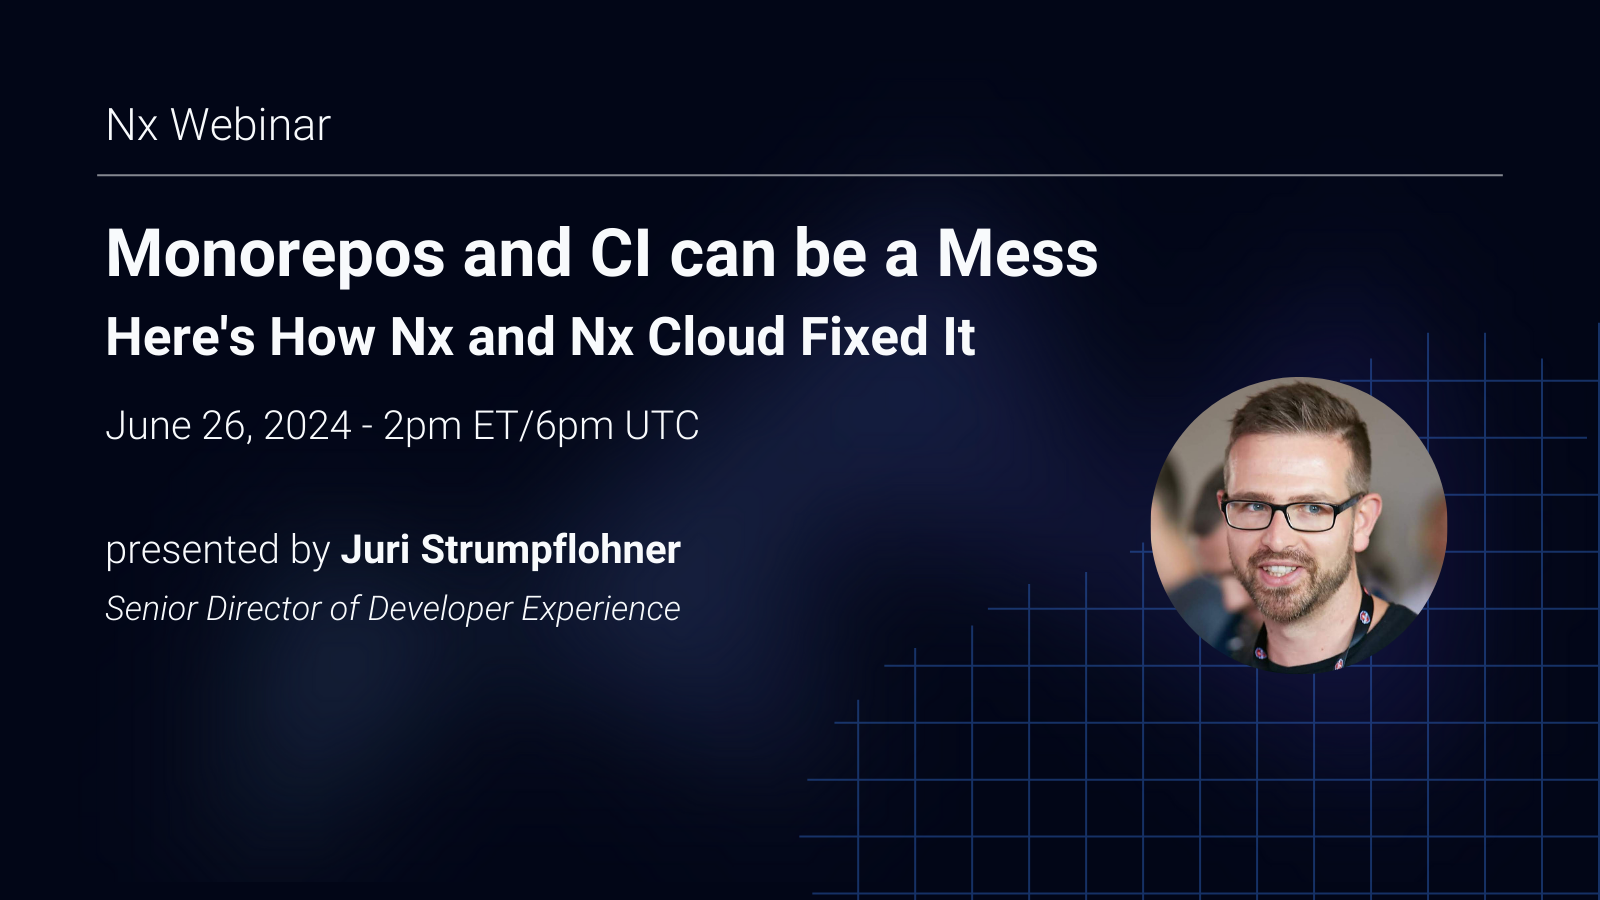 Nx Webinar
Monorepos and CI can be a Mess
Here's How Nx and Nx Cloud Fixed It
June 26, 2024 - 2pm ET/6pm UTC
presented by Juri Strumpflohner
Senior Director of Developer Experience